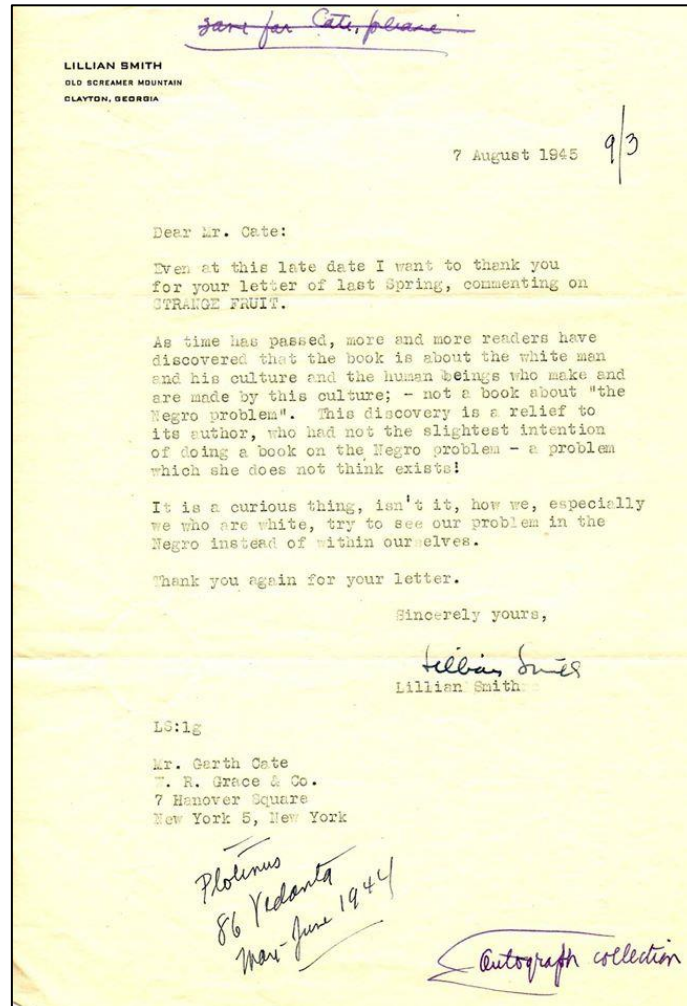 save for Cate, please
LILLIAN SMITH
OLD SCREAMER MOUNTAIN
CLAYTON, GEORGIA
7 August 1945
9/3
Dear Mr. Cate:
Even at this late date I want to thank you
for your letter of last Spring, commenting on
STRANGE FRUIT.
As time has passed, more and more readers have
discovered that the book is about the white man
and his culture and the human beings who make and
are made by this culture; - not a book about "the
Negro problem". This discovery is a relief to
its author, who had not the slightest intention
of doing a book on the Negro problem - a problem
which she does not think exists!
It is a curious thing, isn't it, how we, especially
we who are white, try to see our problem in the
Negro instead of within ourselves.
Thank you again for your letter.
Sincerely yours,
Lillian Smith
Lillian Smith
LS:lg
Mr. Garth Cate
W. R. Grace & Co.
7 Hanover Square
New York 5, New York
Plotinus
86 Vedanta
May-June 1944
Autograph collection